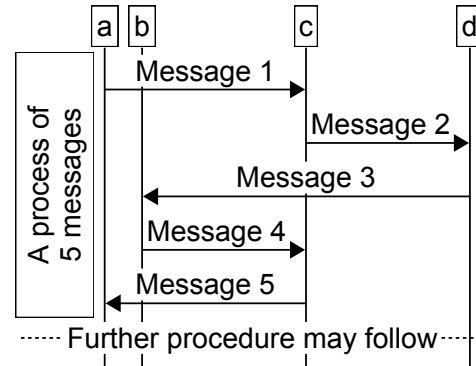 a
b
c
d
Message 1
Message 2
Message 3
Message 4
Message 5
A process of
5 messages
Further procedure may follow